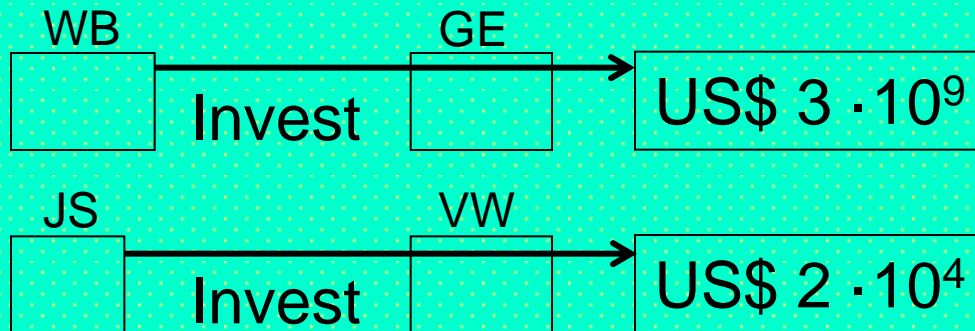 WB GE
Invest US$ 3 ·10⁹
JS VW
Invest US$ 2 ·10⁴